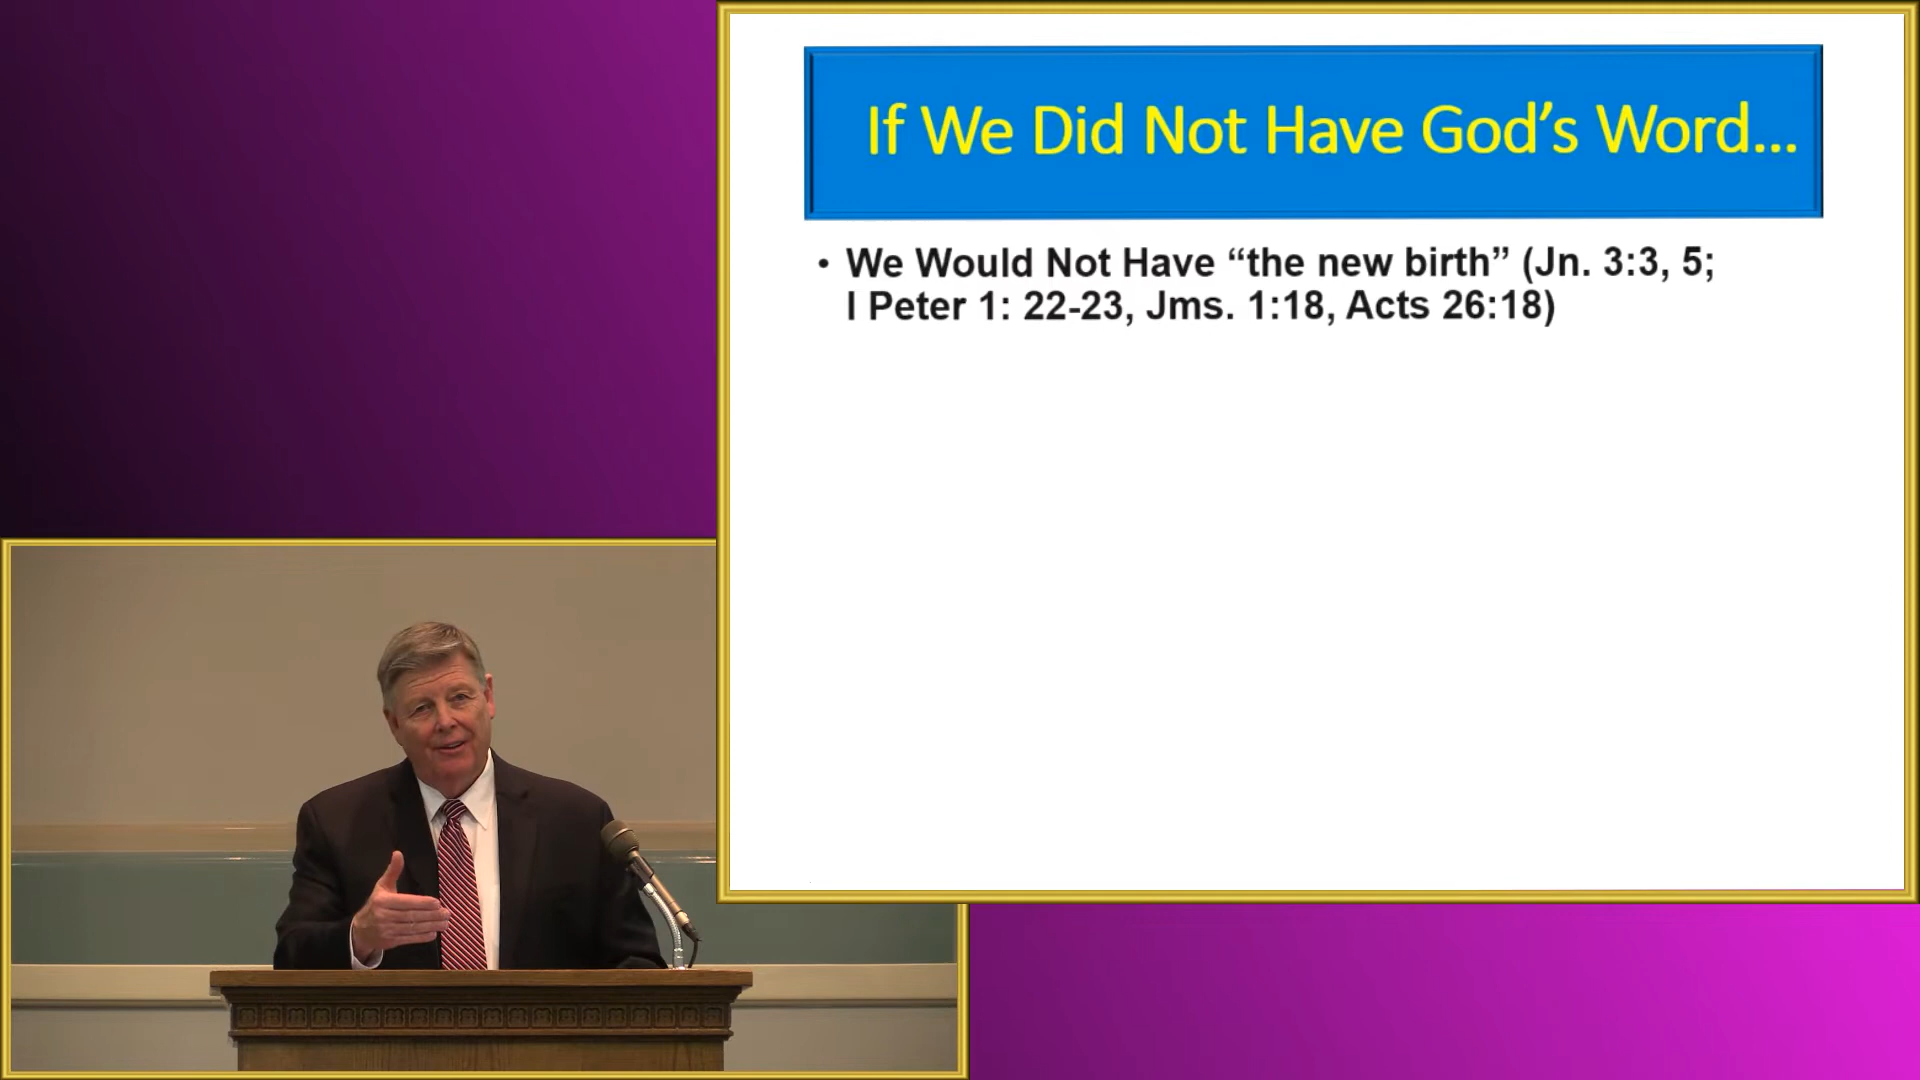 If We Did Not Have God’s Word...
• We Would Not Have “the new birth” (Jn. 3:3, 5;
I Peter 1: 22-23, Jms. 1:18, Acts 26:18)